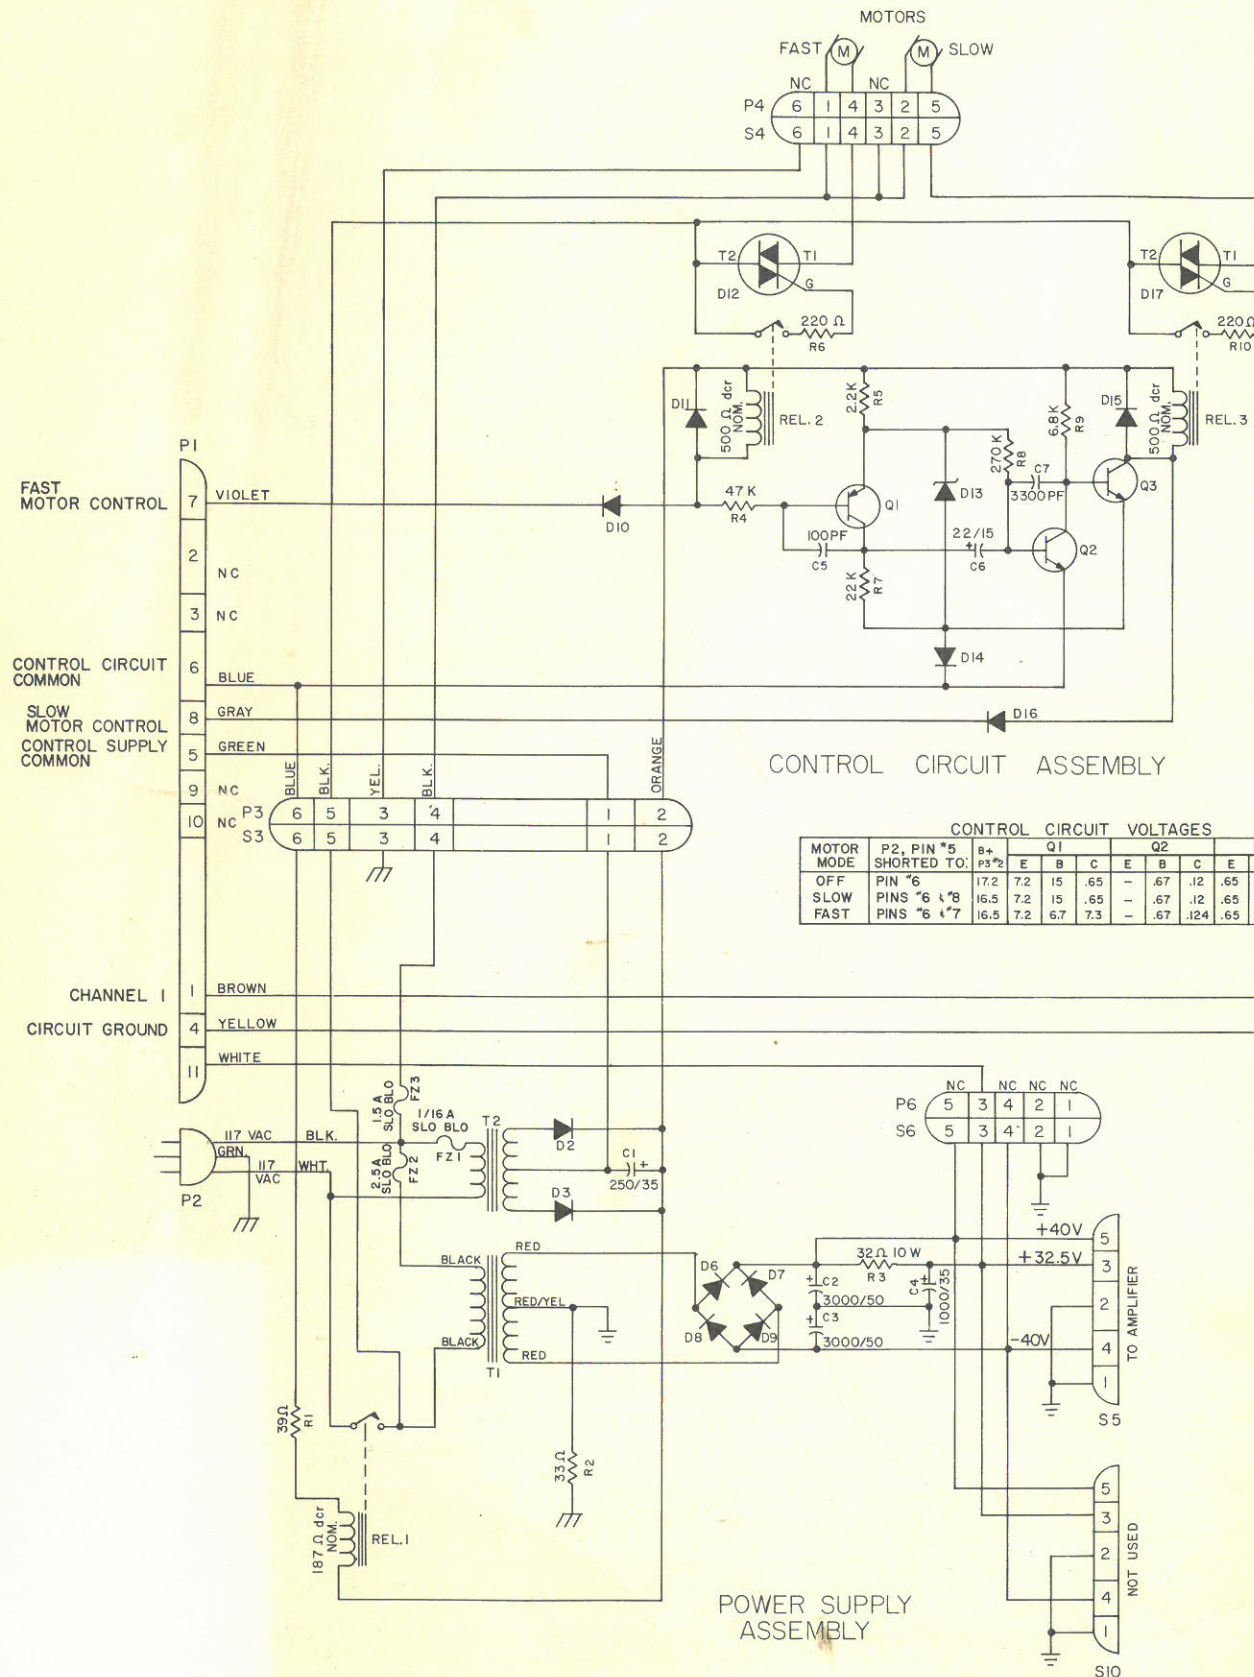 MOTORS
FAST M M SLOW
NC NC
P4 6 1 4 3 2 5
S4 6 1 4 3 2 5
T2 T1 G D12
T2 T1 G D17
220 Ω R6
220Ω R10
D11
500 Ω dcr NOM.
REL. 2
2.2K R5
6.8K R9
D15
500 Ω dcr NOM.
REL. 3
270K R8
C7 3300PF
Q3
D13
Q1
47 K R4
D10
100PF C5
22/15 + C6
Q2
22K R7
D14
D16
P1
FAST MOTOR CONTROL 7 VIOLET
2 NC
3 NC
CONTROL CIRCUIT COMMON 6 BLUE
SLOW MOTOR CONTROL 8 GRAY
CONTROL SUPPLY COMMON 5 GREEN
9 NC
10 NC
BLUE BLK. YEL. BLK. ORANGE
P3 6 5 3 4 1 2
S3 6 5 3 4 1 2
CONTROL CIRCUIT ASSEMBLY
CONTROL CIRCUIT VOLTAGES
MOTOR MODE P2, PIN #5 SHORTED TO: B+ P3#2 Q1 Q2
E B C E B C E
OFF PIN #6 17.2 7.2 15 .65 – .67 .12 .65
SLOW PINS #6 & #8 16.5 7.2 15 .65 – .67 .12 .65
FAST PINS #6 & #7 16.5 7.2 6.7 7.3 – .67 .124 .65
CHANNEL 1 1 BROWN
CIRCUIT GROUND 4 YELLOW
11 WHITE
NC NC NC NC
P6 5 3 4 2 1
S6 5 3 4 2 1
1.5 A SLO BLO FZ3
1/16 A SLO BLO FZ1
2.5A SLO BLO FZ2
117 VAC BLK.
GRN.
117 VAC WHT.
P2
T2
D2
C1 + 250/35
D3
BLACK
RED
RED/YEL
BLACK
RED
T1
D6 D7
D8 D9
+ C2 3000/50
+ C3 3000/50
32Ω 10 W R3
C4 + 1000/35
+40V
+32.5V
-40V
5
3
2
4
1
TO AMPLIFIER
S5
39Ω R1
33Ω R2
187 Ω dcr NOM.
REL.1
5
3
2
4
1
NOT USED
S10
POWER SUPPLY ASSEMBLY